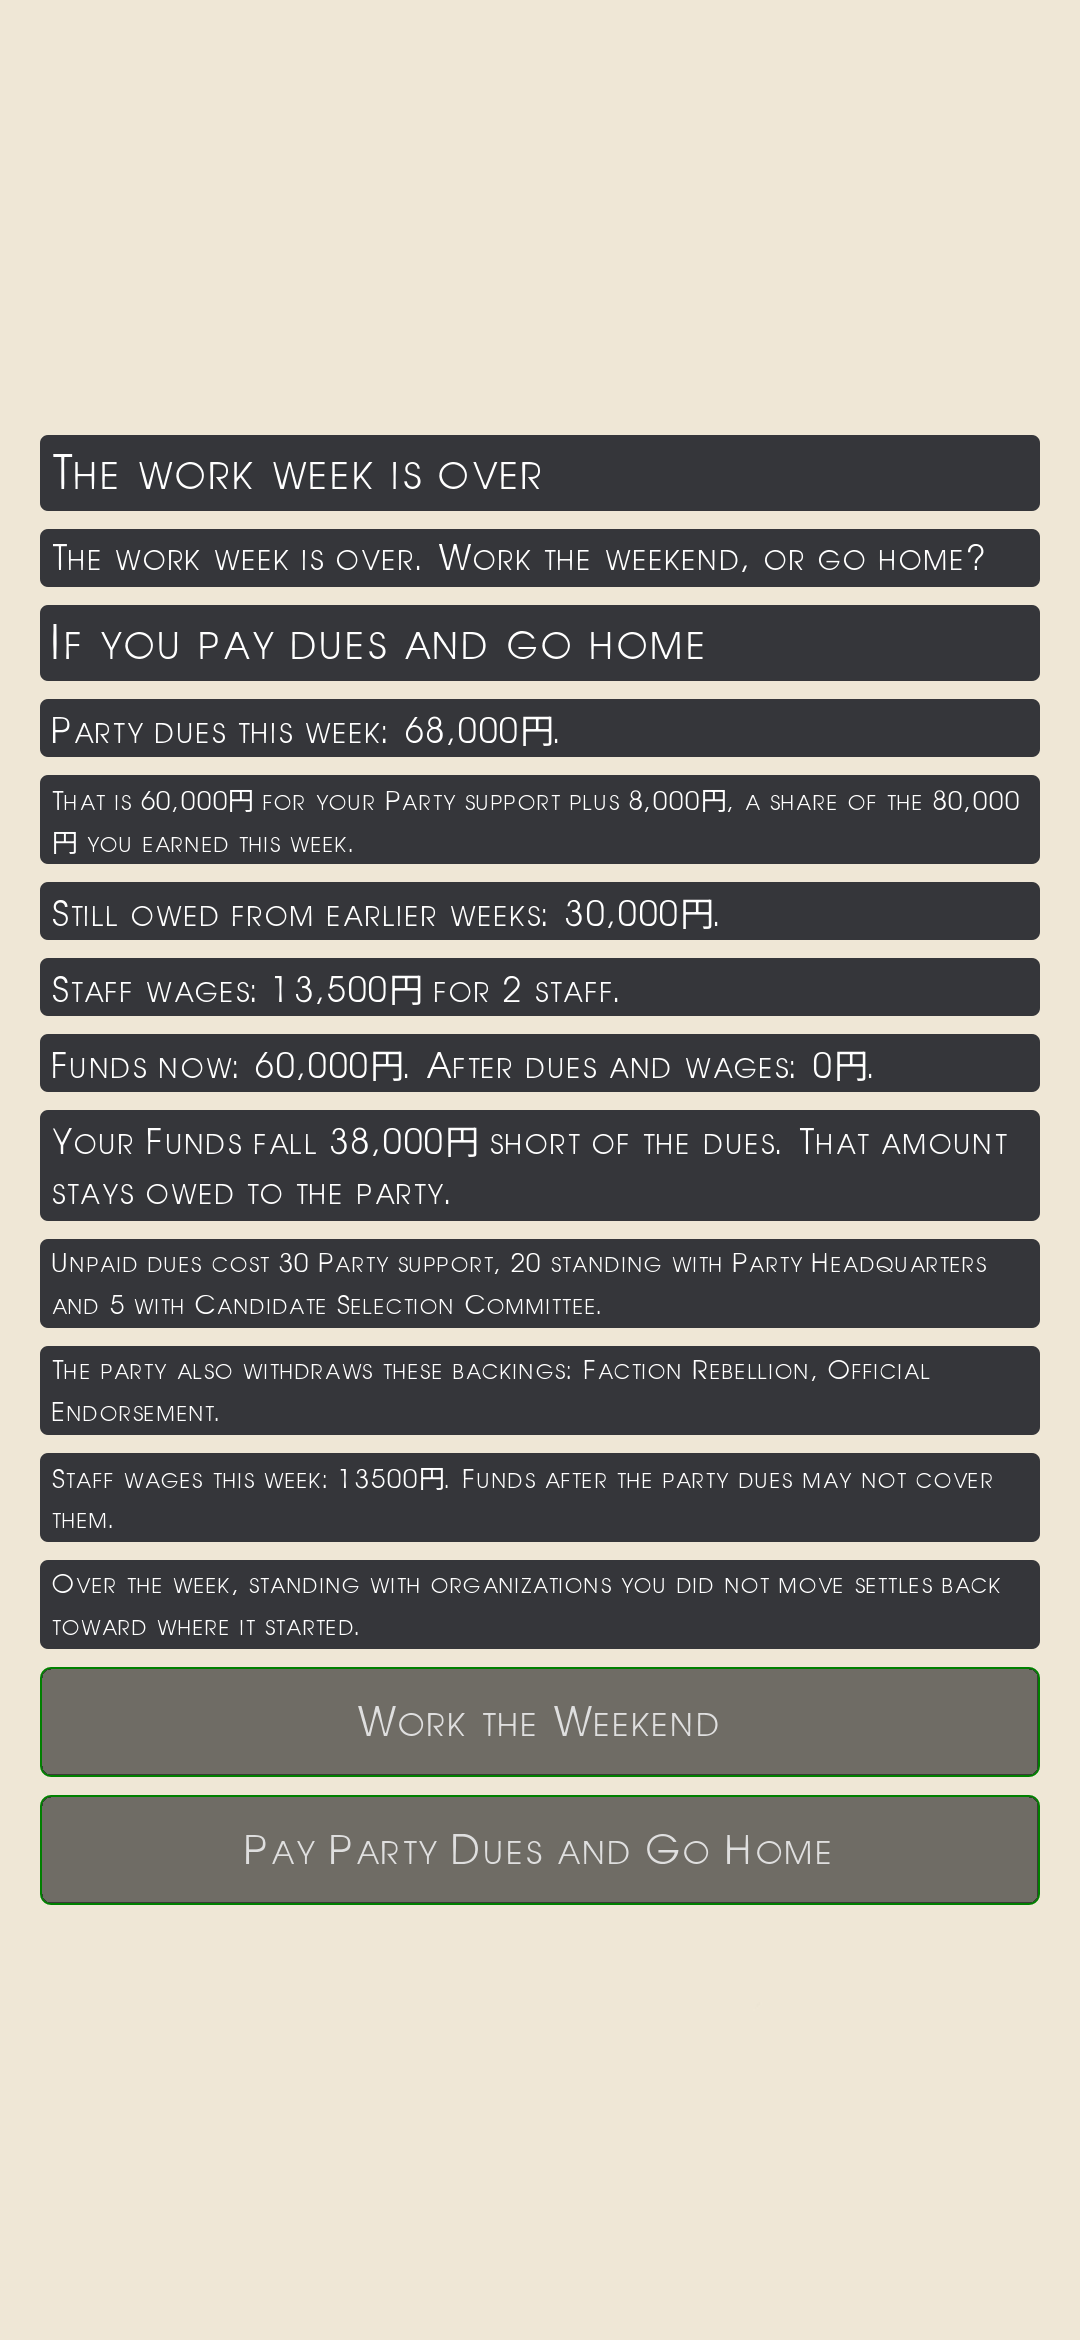 The work week is over
The work week is over. Work the weekend, or go home?
If you pay dues and go home
Party dues this week: 68,000円.
That is 60,000円 for your Party support plus 8,000円, a share of the 80,000
円 you earned this week.
Still owed from earlier weeks: 30,000円.
Staff wages: 13,500円 for 2 staff.
Funds now: 60,000円. After dues and wages: 0円.
Your Funds fall 38,000円 short of the dues. That amount
stays owed to the party.
Unpaid dues cost 30 Party support, 20 standing with Party Headquarters
and 5 with Candidate Selection Committee.
The party also withdraws these backings: Faction Rebellion, Official
Endorsement.
Staff wages this week: 13500円. Funds after the party dues may not cover
them.
Over the week, standing with organizations you did not move settles back
toward where it started.
Work the Weekend
Pay Party Dues and Go Home